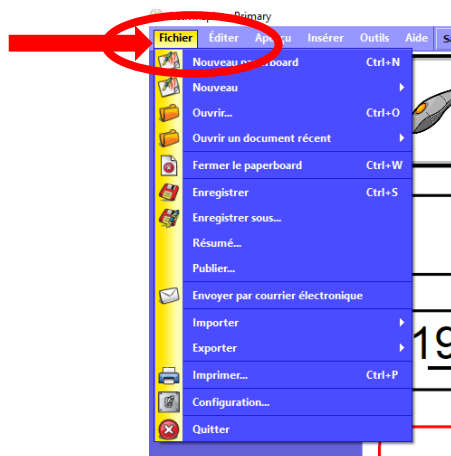 Primary
Fichier Éditer Aperçu Insérer Outils Aide
Nouveau paperboard Ctrl+N
Nouveau
Ouvrir... Ctrl+O
Ouvrir un document récent
Fermer le paperboard Ctrl+W
Enregistrer Ctrl+S
Enregistrer sous...
Résumé...
Publier...
Envoyer par courrier électronique
Importer
Exporter
19
Imprimer... Ctrl+P
Configuration...
Quitter